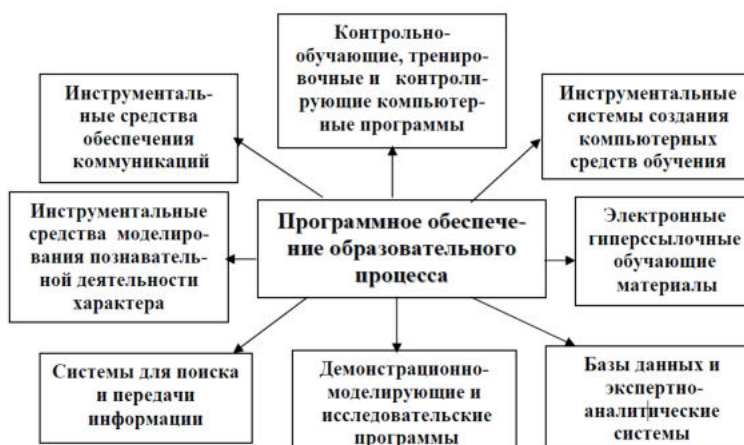 Контрольно-
обучающие, трениро-
вочные и контроли-
рующие компьютер-
ные программы
Инструменталь-
ные средства
обеспечения
коммуникаций
Инструментальные
системы создания
компьютерных
средств обучения
Инструментальные
средства моделиро-
вания познаватель-
ной деятельности
характера
Программное обеспече-
ние образовательного
процесса
Электронные
гиперссылочные
обучающие
материалы
Системы для поиска
и передачи
информации
Демонстрационно-
моделирующие и
исследовательские
программы
Базы данных и
экспертно-
аналитические
системы